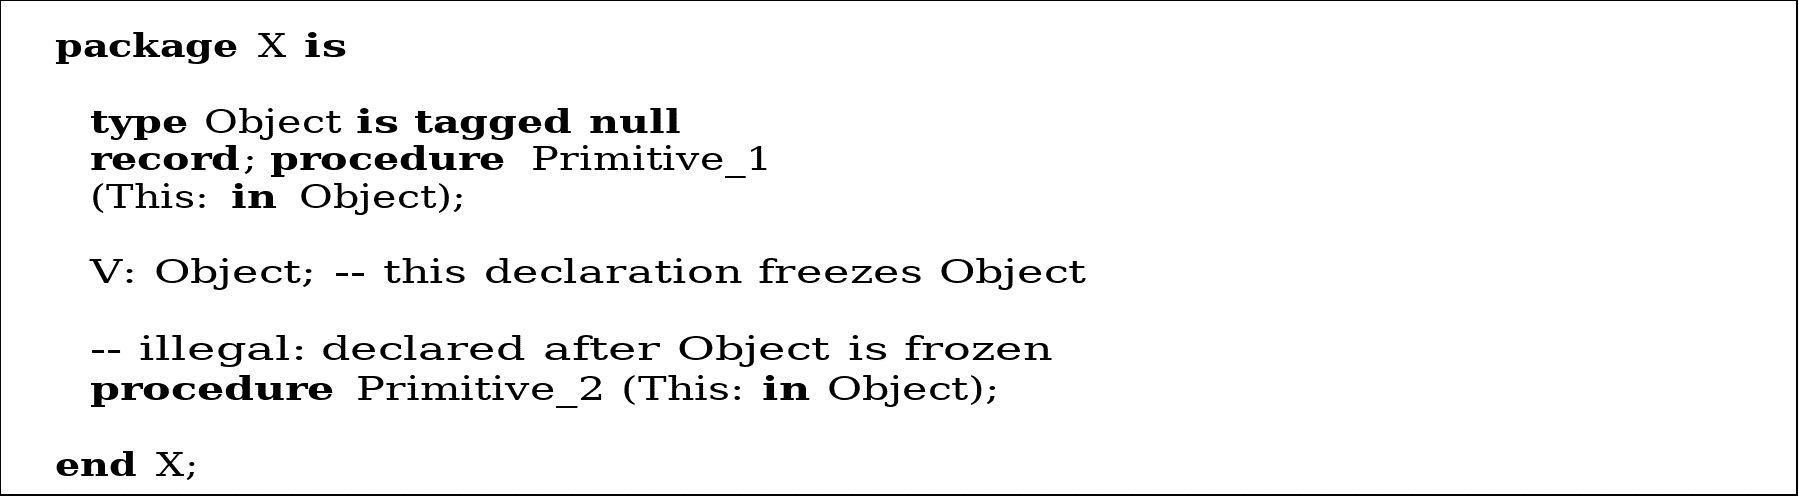 package X is
type Object is tagged null
record; procedure Primitive_1
(This: in Object);
V: Object; -- this declaration freezes Object
-- illegal: declared after Object is frozen
procedure Primitive_2 (This: in Object);
end X;